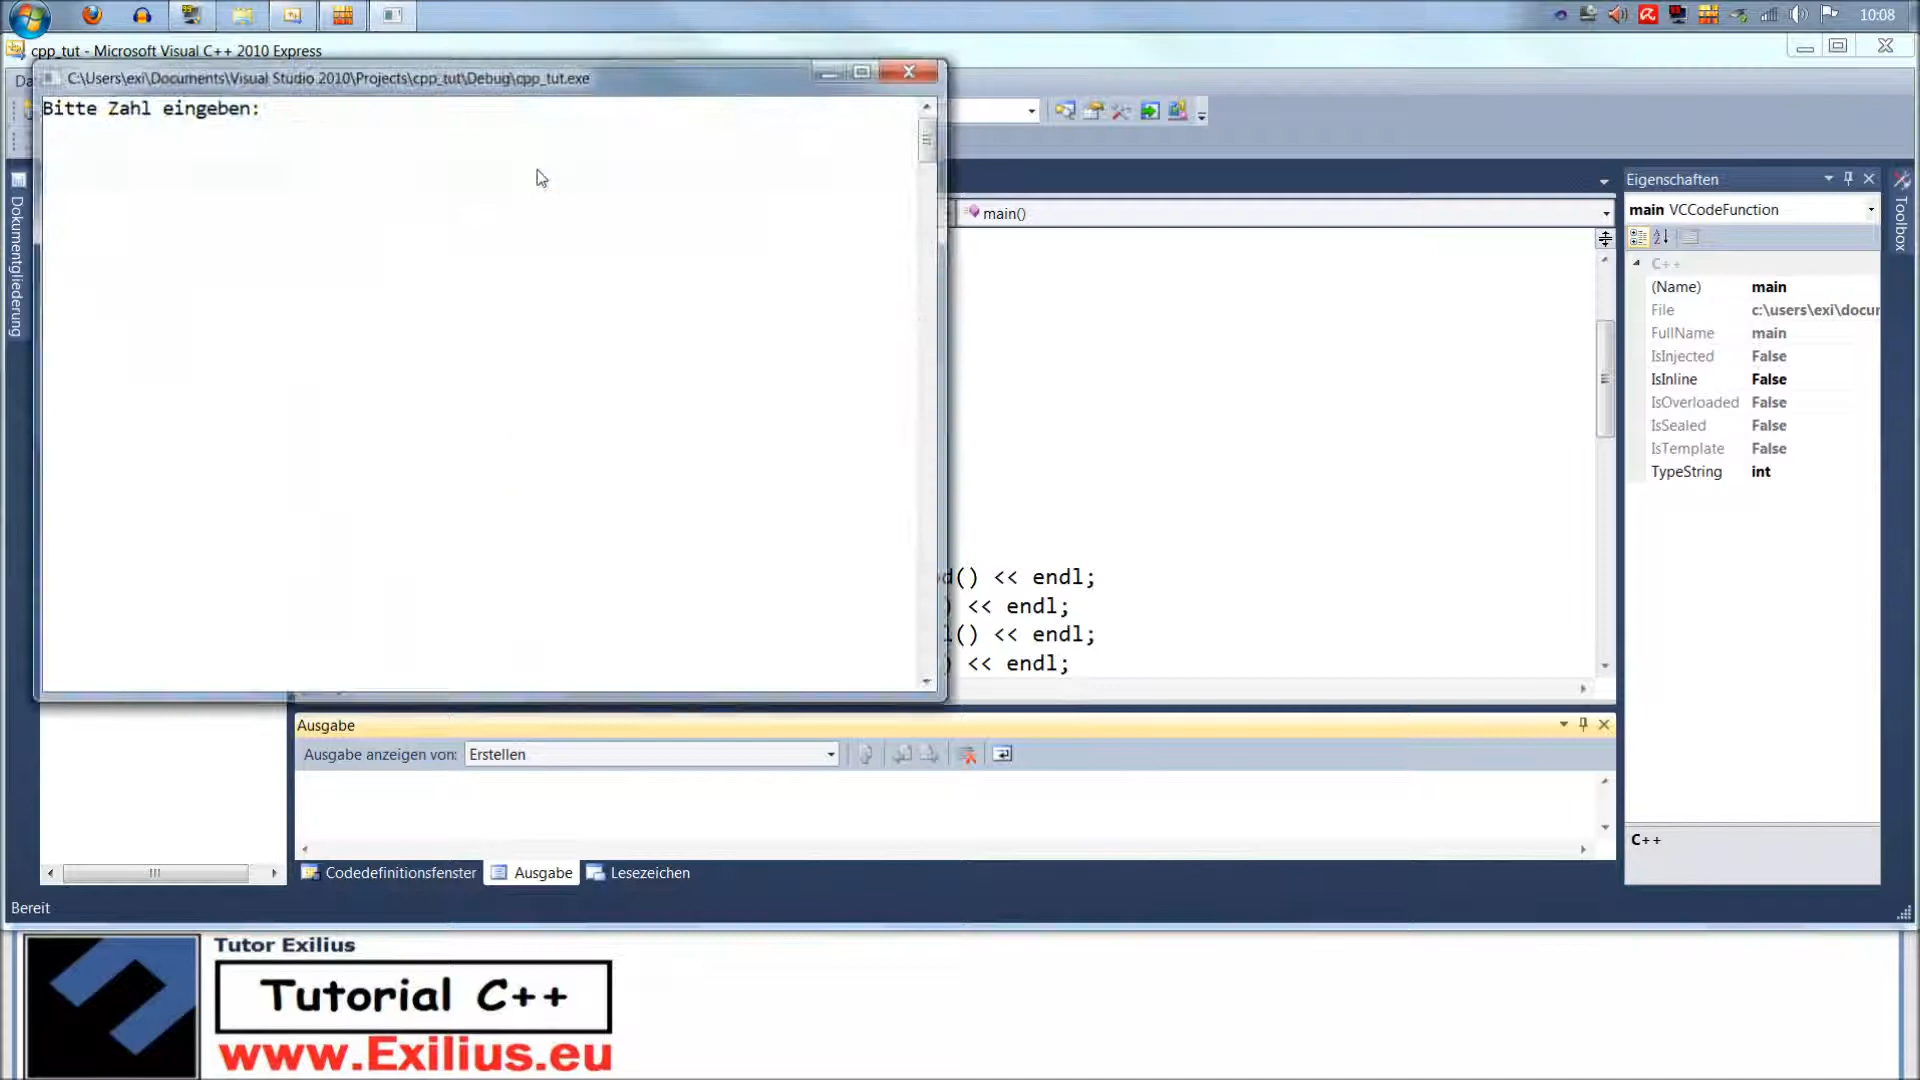 10:08
cpp_tut - Microsoft Visual C++ 2010 Express
C:\Users\exi\Documents\Visual Studio 2010\Projects\cpp_tut\Debug\cpp_tut.exe
Bitte Zahl eingeben:
Dokumentgliederung
main()
() << endl;
) << endl;
() << endl;
) << endl;
Eigenschaften
main VCCodeFunction
C++
(Name) main
File c:\users\exi\docur
FullName main
IsInjected False
IsInline False
IsOverloaded False
IsSealed False
IsTemplate False
TypeString int
C++
Toolbox
Ausgabe
Ausgabe anzeigen von: Erstellen
Codedefinitionsfenster Ausgabe Lesezeichen
Bereit
Tutor Exilius
Tutorial C++
www.Exilius.eu